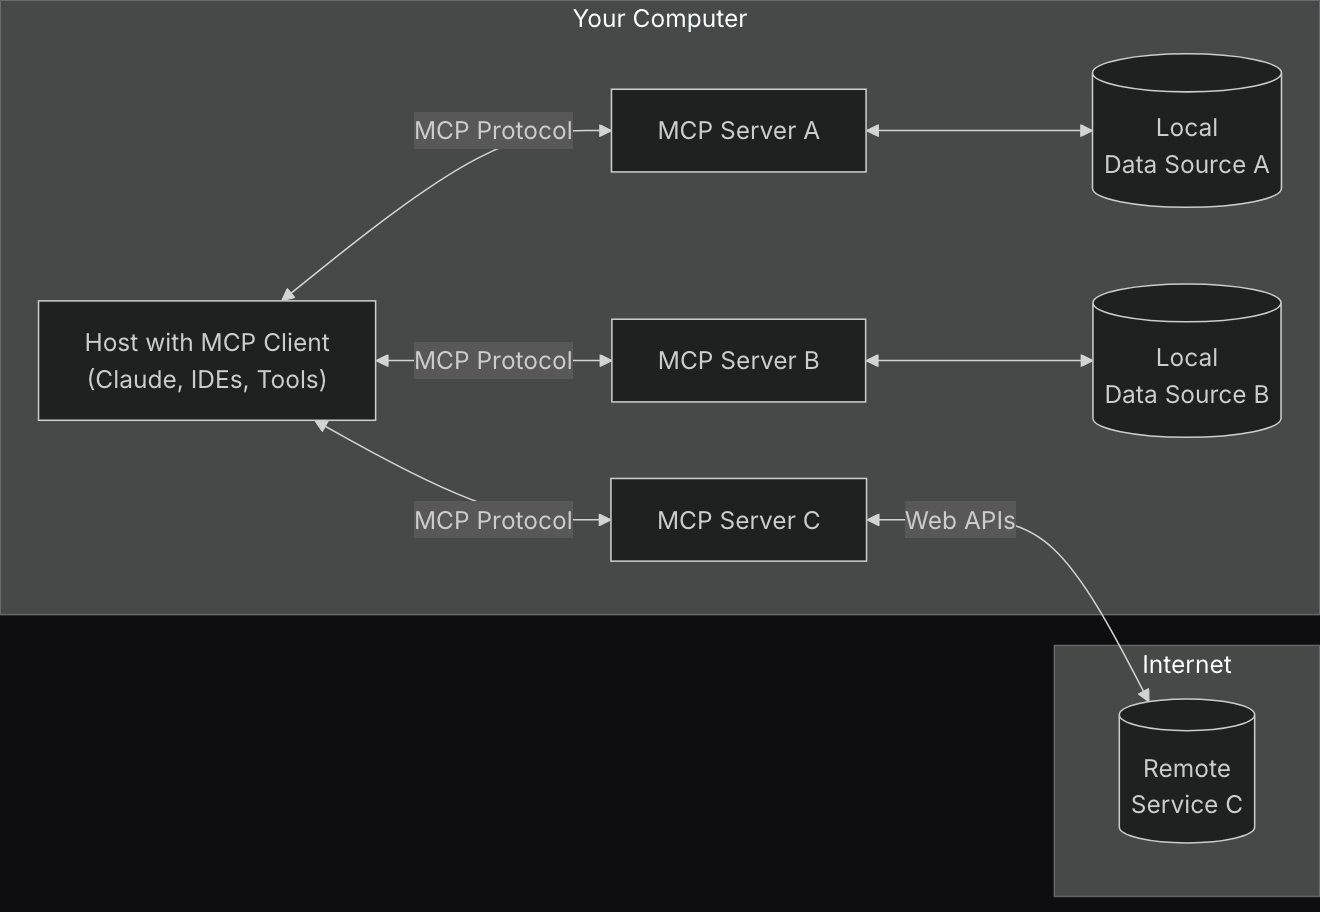 Your Computer
MCP Protocol
MCP Server A
Local
Data Source A
Host with MCP Client
(Claude, IDEs, Tools)
MCP Protocol
MCP Server B
Local
Data Source B
MCP Protocol
MCP Server C
Web APIs
Internet
Remote
Service C